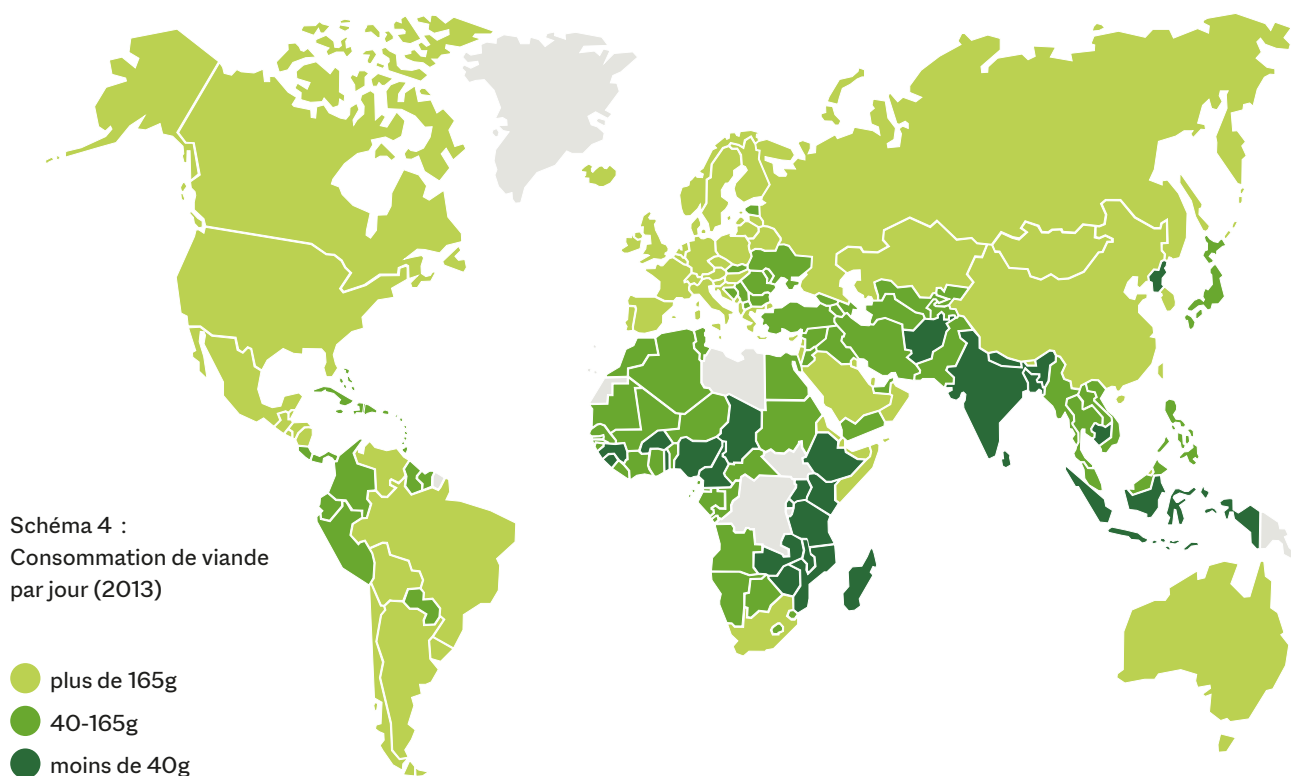 Schéma 4 :
Consommation de viande
par jour (2013)
plus de 165g
40-165g
moins de 40g